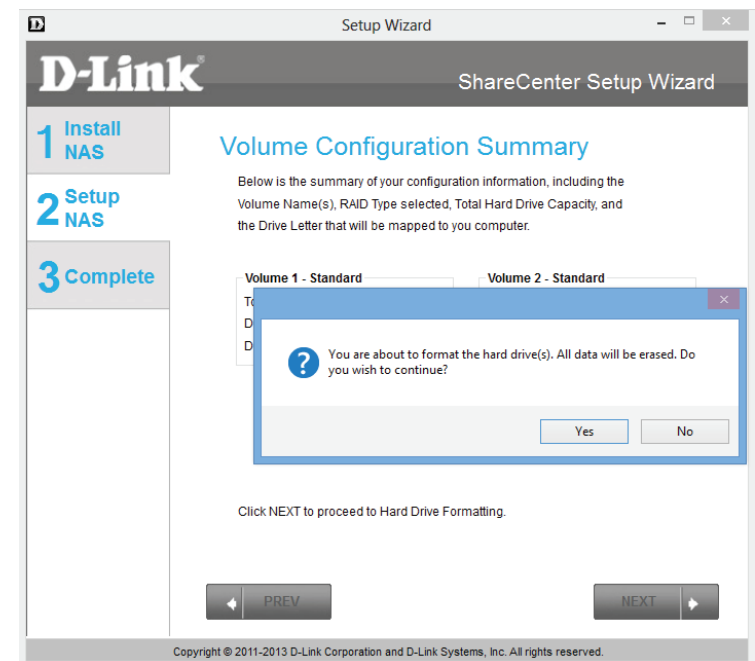 D Setup Wizard
D-Link®
ShareCenter Setup Wizard
1 Install
NAS
2 Setup
NAS
3 Complete
Volume Configuration Summary
Below is the summary of your configuration information, including the
Volume Name(s), RAID Type selected, Total Hard Drive Capacity, and
the Drive Letter that will be mapped to you computer.
Volume 1 - Standard
Volume 2 - Standard
D
D
You are about to format the hard drive(s). All data will be erased. Do
you wish to continue?
Yes
No
Click NEXT to proceed to Hard Drive Formatting.
PREV
NEXT
Copyright © 2011-2013 D-Link Corporation and D-Link Systems, Inc. All rights reserved.